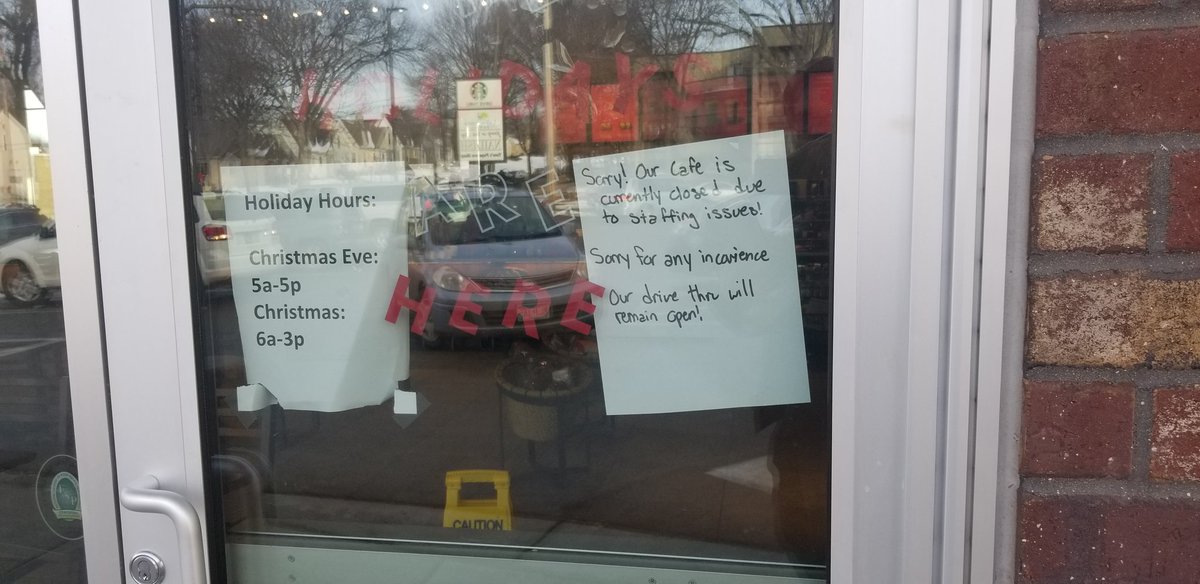 HOLIDAYS
ARE
HERE
Holiday Hours:
Christmas Eve:
5a-5p
Christmas:
6a-3p
Sorry! Our cafe is
currently closed due
to staffing issues!
Sorry for any incovience
Our drive thru will
remain open!
CAUTION